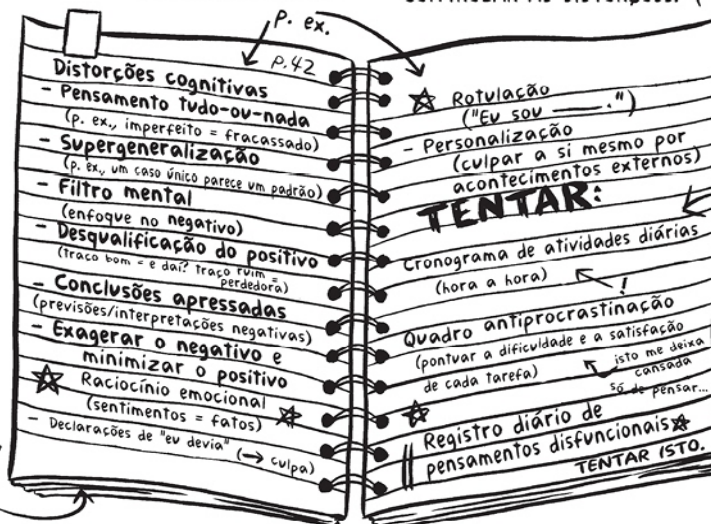 p. ex.
p.42
Distorções cognitivas
- Pensamento tudo-ou-nada
(p. ex., imperfeito = fracassado)
- Supergeneralização
(p. ex., um caso único parece um padrão)
- Filtro mental
(enfoque no negativo)
- Desqualificação do positivo
(traço bom = e daí? traço ruim =
perdedora)
- Conclusões apressadas
(previsões/interpretações negativas)
- Exagerar o negativo e
minimizar o positivo
Raciocínio emocional
(sentimentos = fatos)
- Declarações de "eu devia" (→ culpa)
Rotulação
("Eu sou ____.")
- Personalização
(culpar a si mesmo por
acontecimentos externos)
TENTAR:
Cronograma de atividades diárias
(hora a hora)
!
Quadro antiprocrastinação
(pontuar a dificuldade e a satisfação
de cada tarefa)
isto me deixa
cansada
só de pensar...
Registro diário de
pensamentos disfuncionais
TENTAR ISTO.